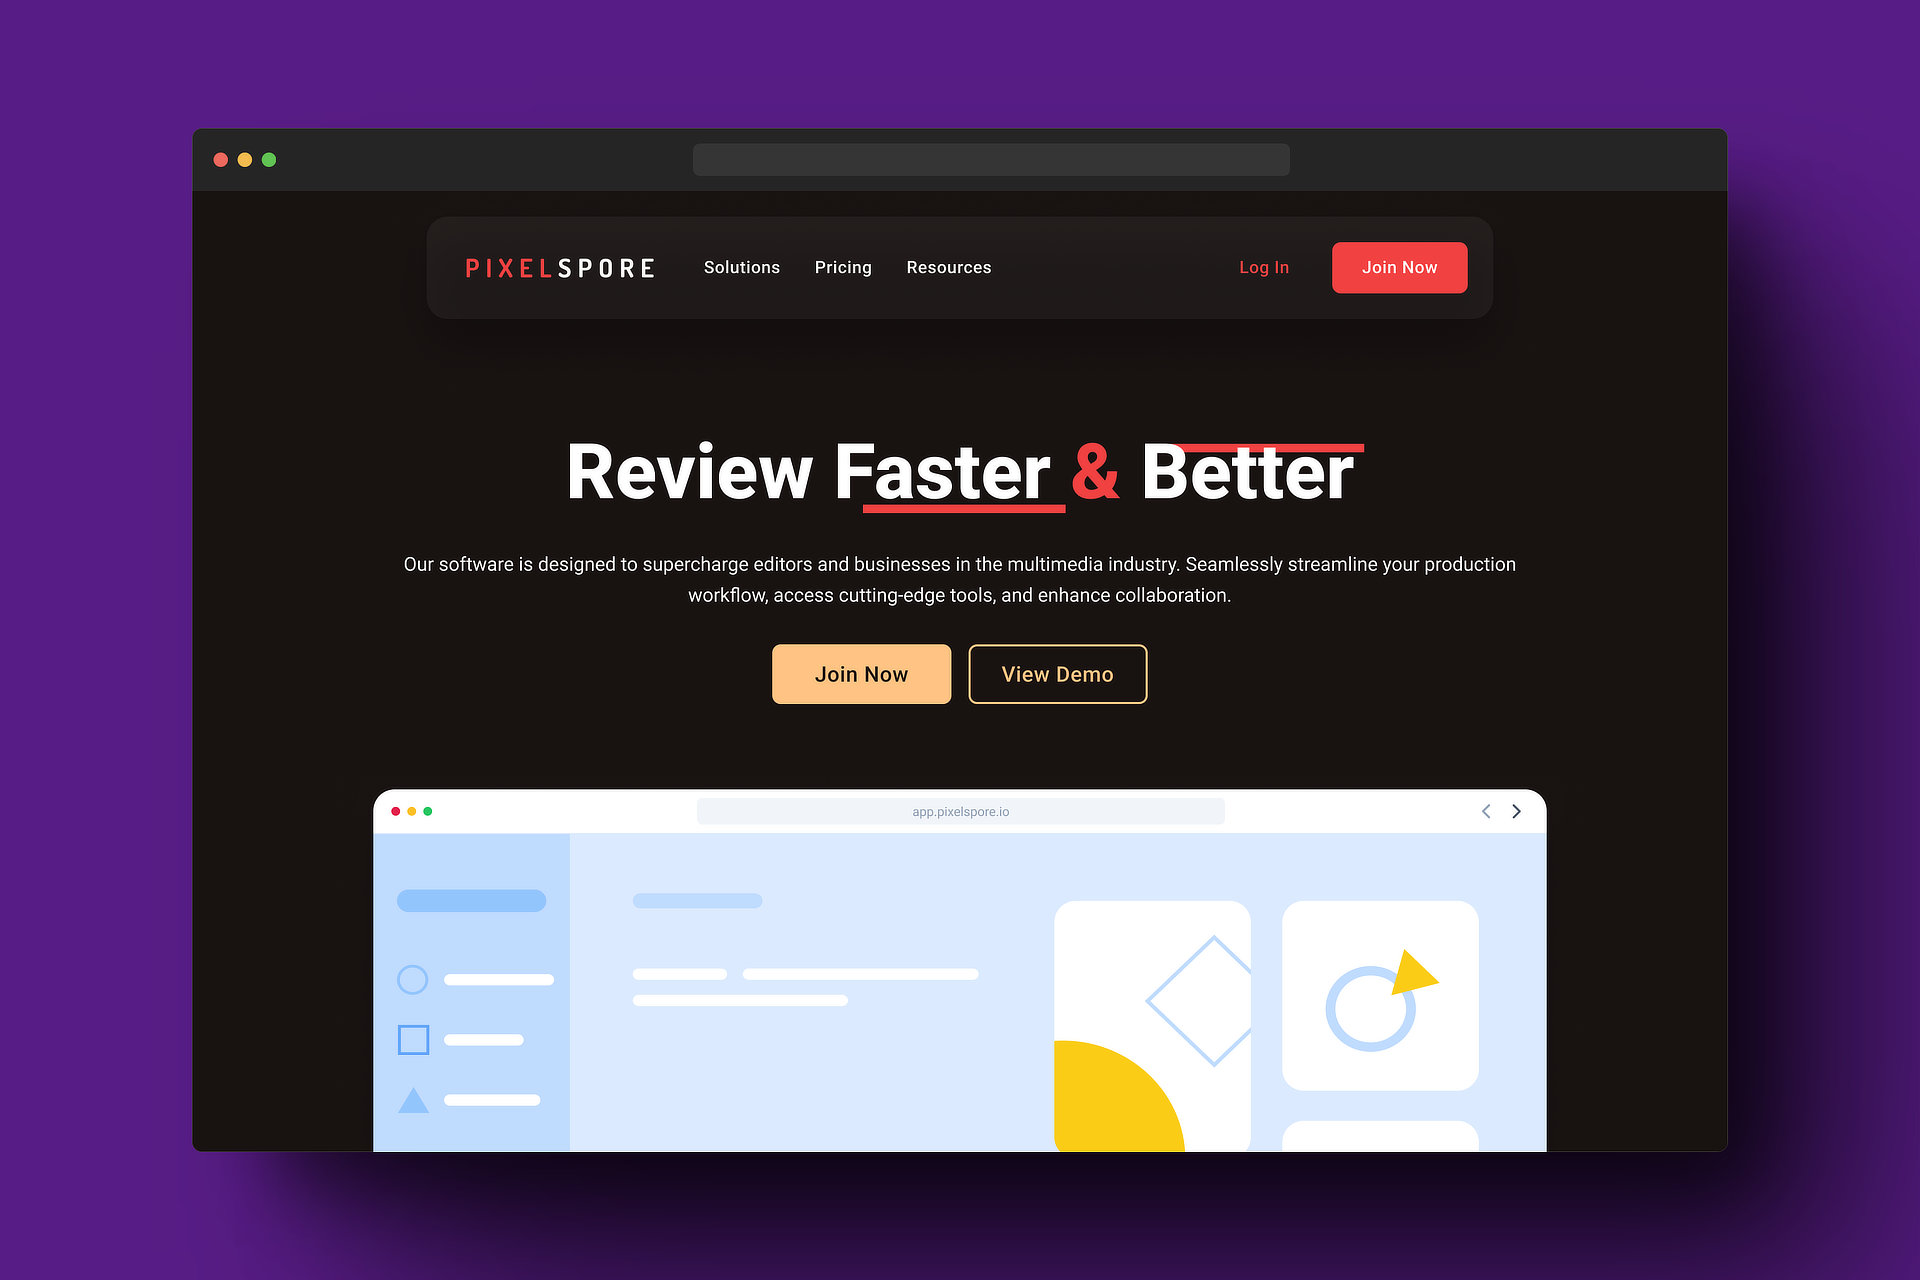 PIXELSPORE Solutions Pricing Resources Log In Join Now
Review Faster & Better
Our software is designed to supercharge editors and businesses in the multimedia industry. Seamlessly streamline your production
workflow, access cutting-edge tools, and enhance collaboration.
Join Now View Demo
app.pixelspore.io